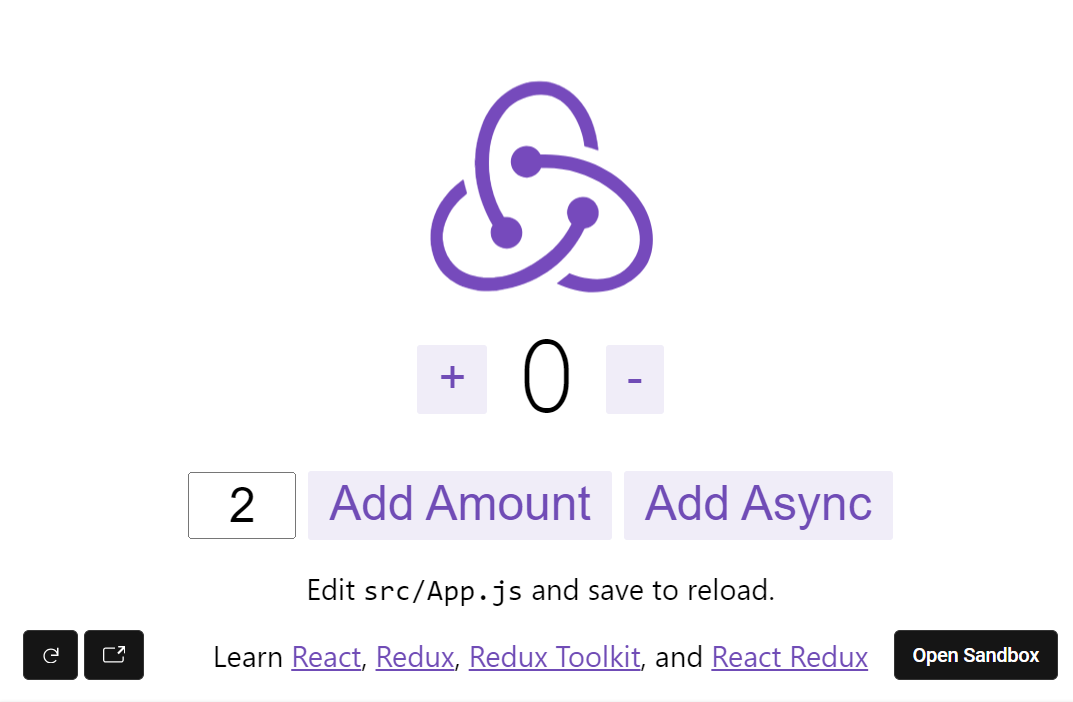 + 0 -
2 Add Amount Add Async
Edit src/App.js and save to reload.
Learn React, Redux, Redux Toolkit, and React Redux
Open Sandbox